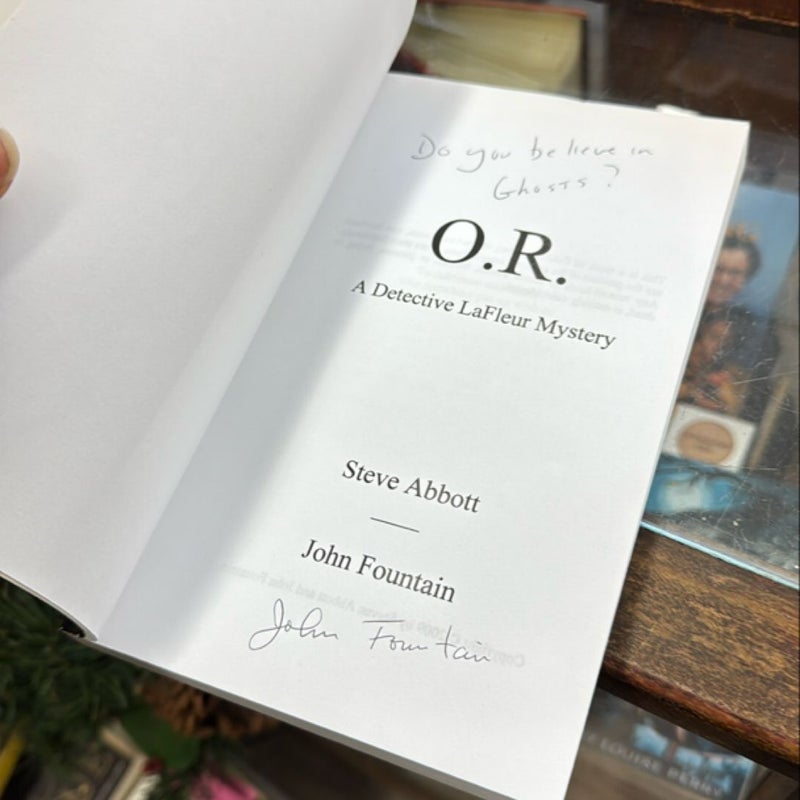 Do you believe in
Ghosts?
O.R.
A Detective LaFleur Mystery
Steve Abbott
John Fountain
John Fountain